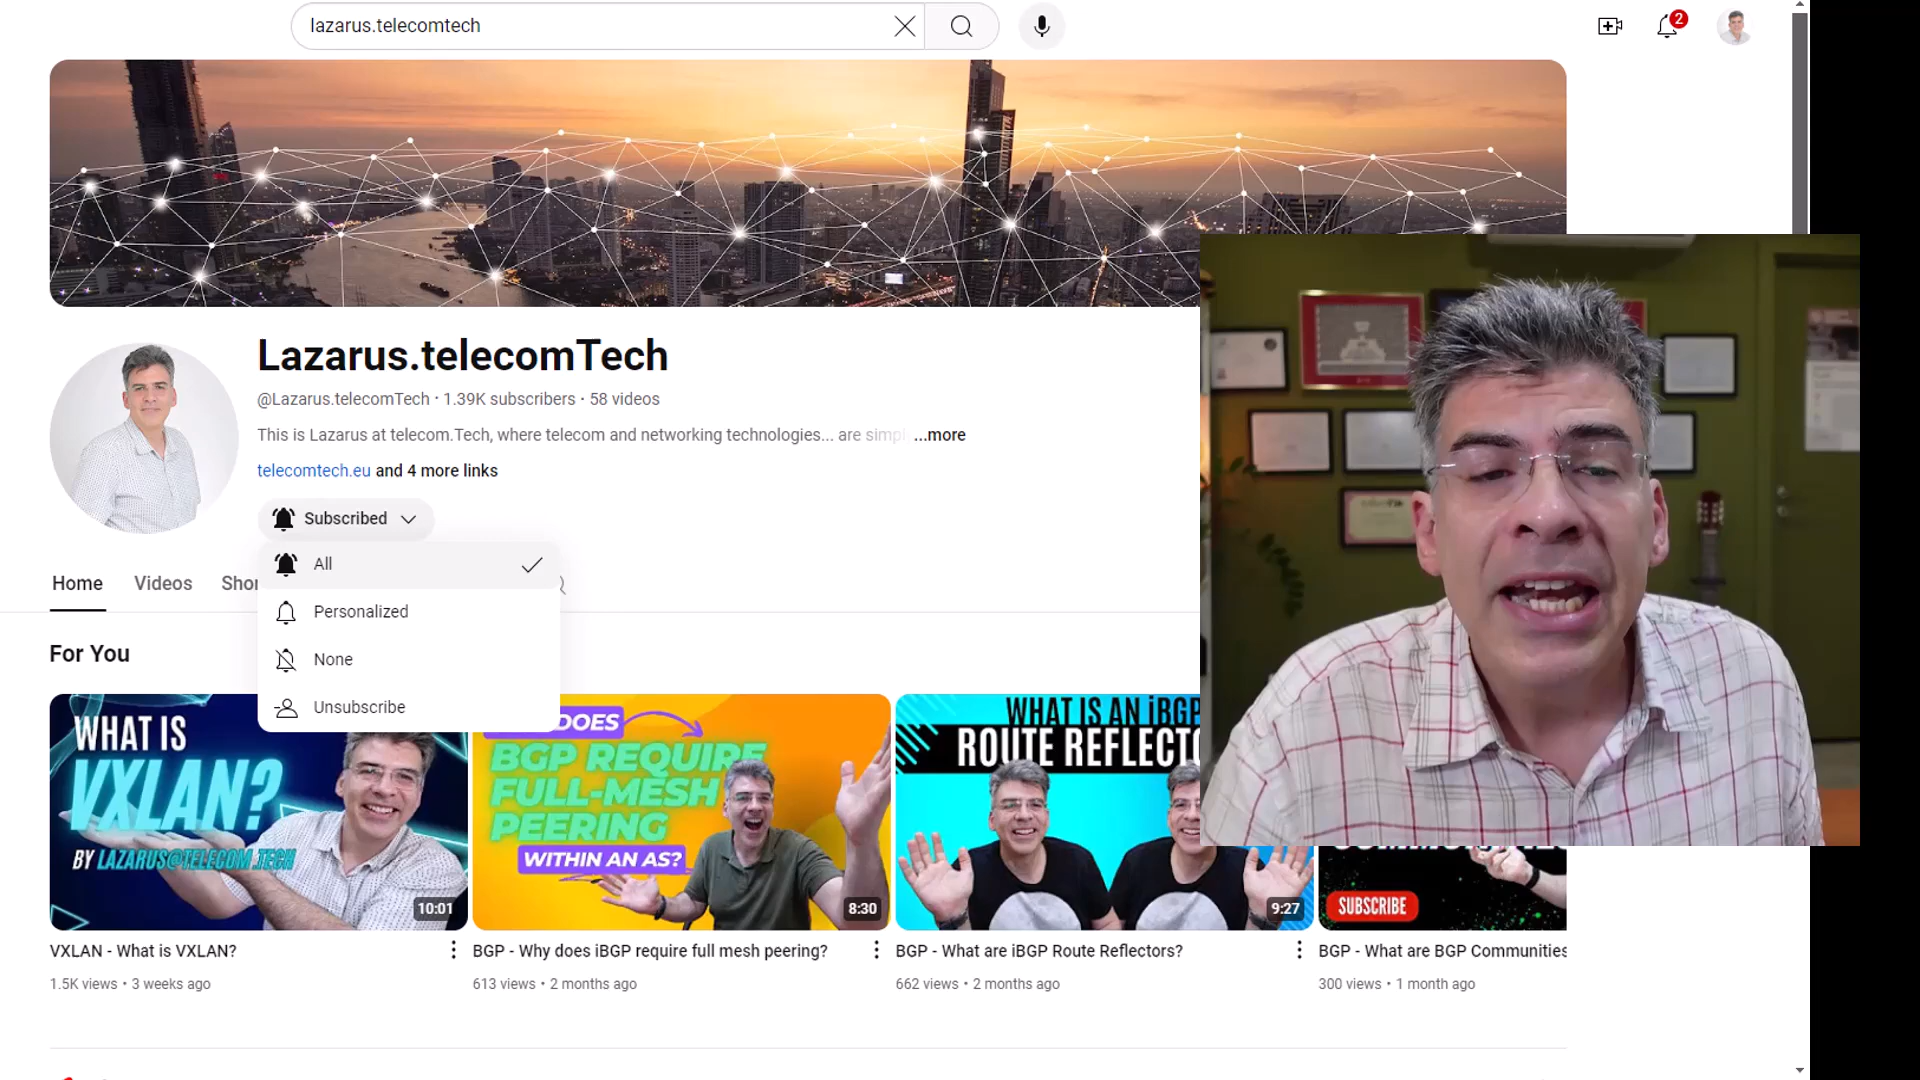 lazarus.telecomtech
2
Lazarus.telecomTech
@Lazarus.telecomTech · 1.39K subscribers · 58 videos
This is Lazarus at telecom.Tech, where telecom and networking technologies... are simpl ...more
telecomtech.eu and 4 more links
Subscribed
All
Personalized
None
Unsubscribe
Home
Videos
Shor
For You
WHAT IS
VXLAN?
BY LAZARUS@TELECOM.TECH
10:01
DOES
BGP REQUIRE
FULL-MESH
PEERING
WITHIN AN AS?
8:30
WHAT IS AN iBGP
ROUTE REFLECTO
9:27
SUBSCRIBE
VXLAN - What is VXLAN?
1.5K views • 3 weeks ago
BGP - Why does iBGP require full mesh peering?
613 views • 2 months ago
BGP - What are iBGP Route Reflectors?
662 views • 2 months ago
BGP - What are BGP Communities
300 views • 1 month ago